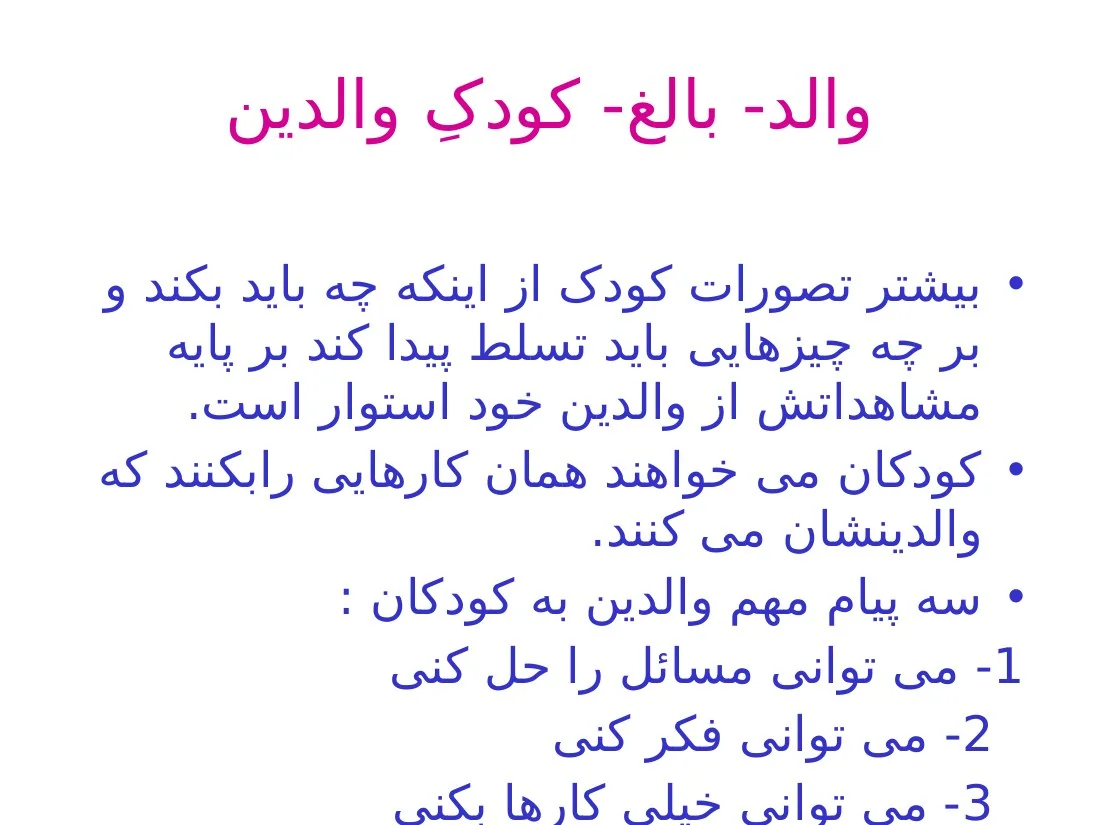 والد- بالغ- کودکِ والدین
• بیشتر تصورات کودک از اینکه چه باید بکند و
بر چه چیزهایی باید تسلط پیدا کند بر پایه
مشاهداتش از والدین خود استوار است.
• کودکان می خواهند همان کارهایی رابکنند که
والدینشان می کنند.
• سه پیام مهم والدین به کودکان :
1- می توانی مسائل را حل کنی
2- می توانی فکر کنی
3- می توانی خیلی کارها بکنی